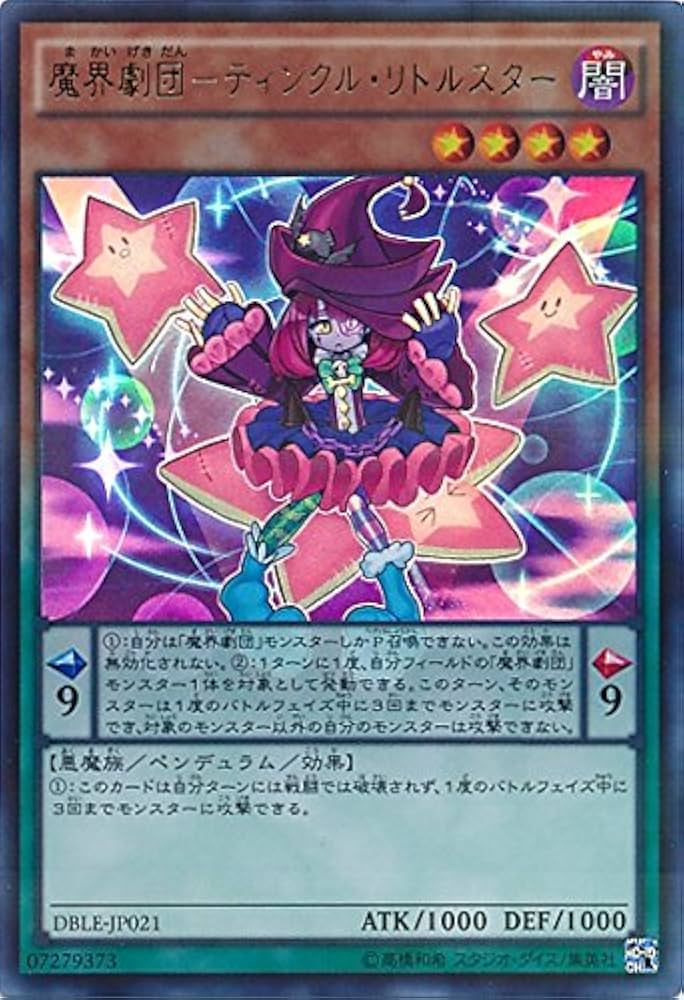 魔界劇団－ティンクル・リトルスター
闇
①：自分は「魔界劇団」モンスターしかＰ召喚できない。この効果は
無効化されない。②：１ターンに１度、自分フィールドの「魔界劇団」
モンスター１体を対象として発動できる。このターン、そのモ
ンスターは１度のバトルフェイズ中に３回までモンスターに攻撃
でき、対象のモンスター以外の自分のモンスターは攻撃できない。
9
9
【悪魔族／ペンデュラム／効果】
①：このカードは自分ターンには戦闘では破壊されず、１度のバトルフェイズ中に
３回までモンスターに攻撃できる。
DBLE-JP021
ATK/1000 DEF/1000
07279373
©高橋和希 スタジオ・ダイス/集英社